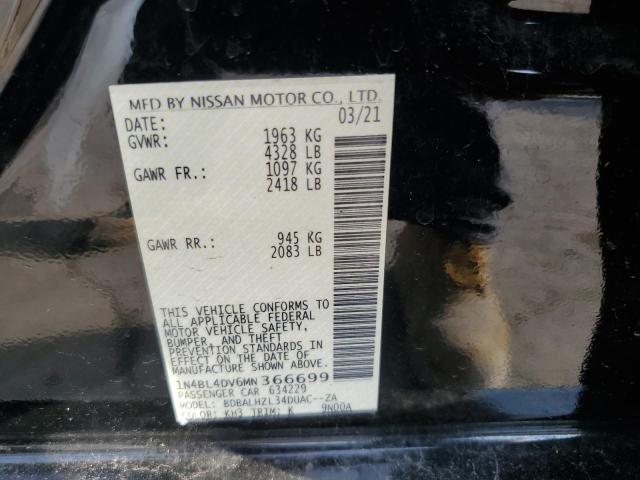 MFD BY NISSAN MOTOR CO., LTD.
DATE: 03/21
GVWR: 1963 KG
4328 LB
GAWR FR.: 1097 KG
2418 LB
GAWR RR.: 945 KG
2083 LB
THIS VEHICLE CONFORMS TO
ALL APPLICABLE FEDERAL
MOTOR VEHICLE SAFETY,
BUMPER, AND THEFT
PREVENTION STANDARDS IN
EFFECT ON THE DATE OF
MANUFACTURE SHOWN ABOVE.
1N4BL4DV6MN366699
PASSENGER CAR 634229
MODEL: BDBALHZL34DUAC--ZA
COLOR: KH3 TRIM: K 9N00A